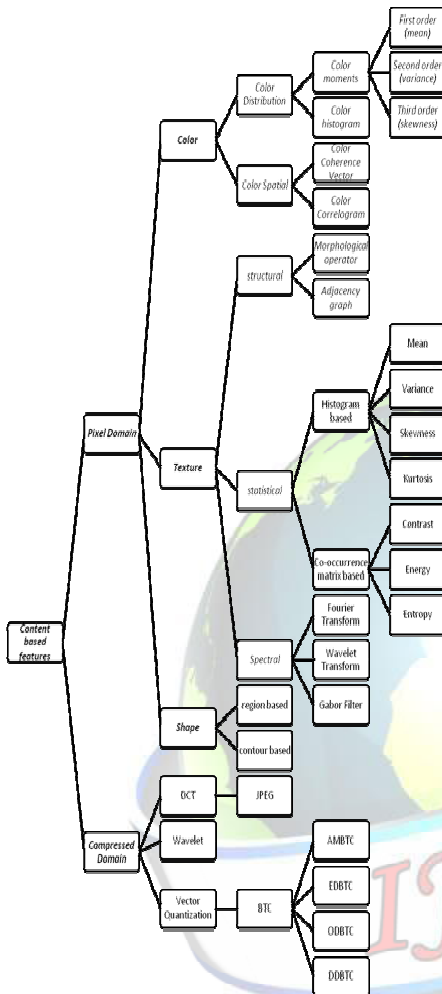 Content
based
features
Pixel Domain
Color
Color
Distribution
Color
moments
First order
(mean)
Second order
(variance)
Third order
(skewness)
Color
histogram
Color Spatial
Color
Coherence
Vector
Color
Correlogram
Texture
structural
Morphological
operator
Adjacency
graph
statistical
Histogram
based
Mean
Variance
Skewness
Kurtosis
Co-occurrence
matrix based
Contrast
Energy
Entropy
Spectral
Fourier
Transform
Wavelet
Transform
Gabor Filter
Shape
region based
contour based
Compressed
Domain
DCT
JPEG
Wavelet
Vector
Quantization
BTC
AMBTC
EDBTC
ODBTC
DDBTC